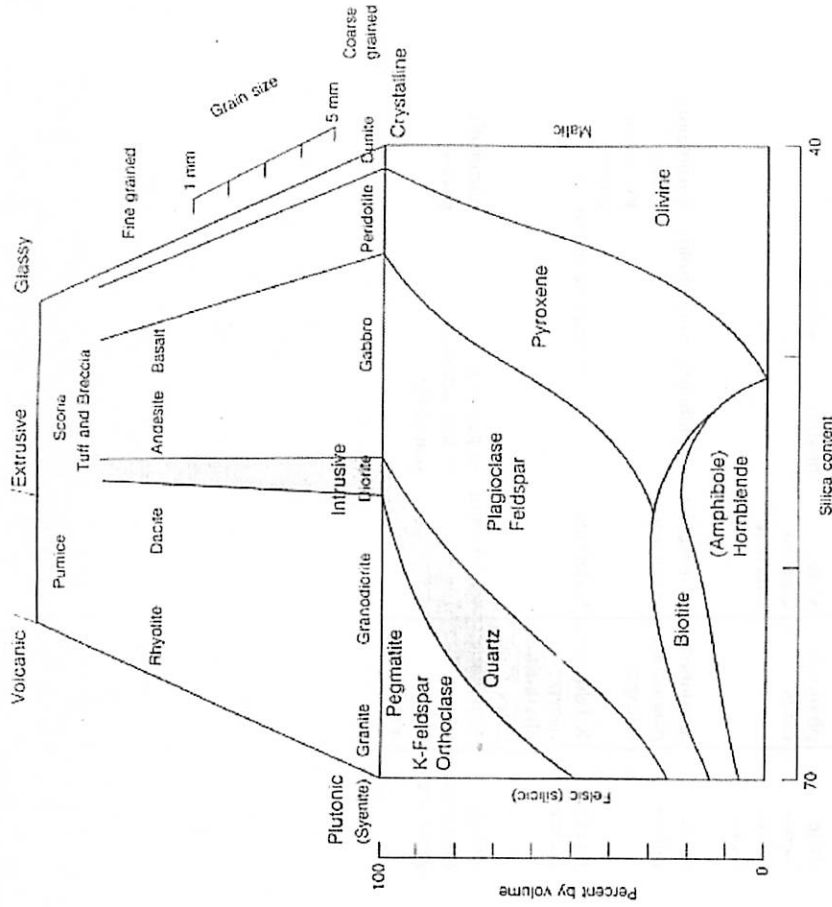 Volcanic
Extrusive
Glassy
Pumice
Scoria
Tuff and Breccia
Fine grained
Grain size
1 mm
5 mm
Coarse
grained
Rhyolite
Dacite
Andesite
Basalt
Plutonic
(Syenite)
Intrusive
Crystalline
Granite
Granodiorite
Diorite
Gabbro
Peridotite
Dunite
Pegmatite
K-Feldspar
Orthoclase
Quartz
Plagioclase
Feldspar
Pyroxene
Olivine
Biotite
(Amphibole)
Hornblende
Felsic (silicic)
Mafic
100
0
Percent by volume
70
40
Silica content